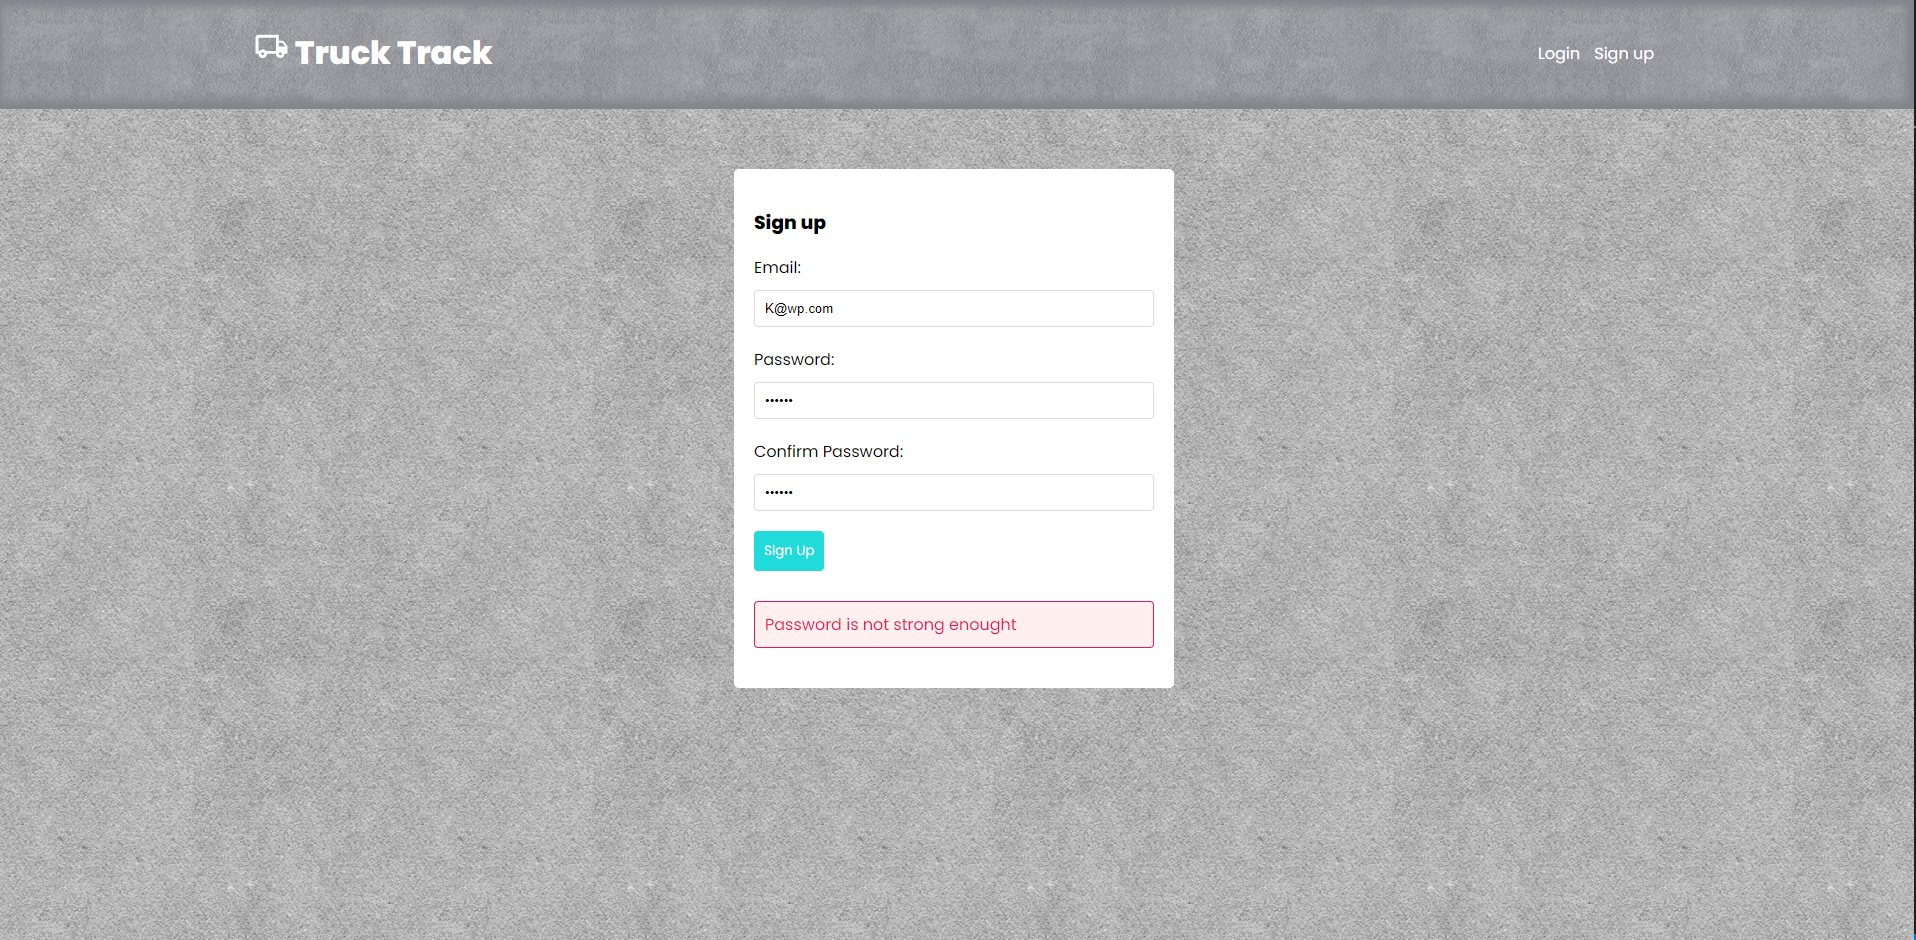 Truck Track
Login Sign up
Sign up
Email:
K@wp.com
Password:
••••••
Confirm Password:
••••••
Sign Up
Password is not strong enought